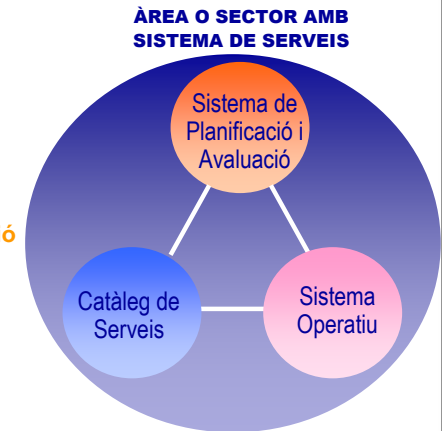 ÀREA O SECTOR AMB
SISTEMA DE SERVEIS
Sistema de
Planificació i
Avaluació
ó
Catàleg de
Serveis
Sistema
Operatiu